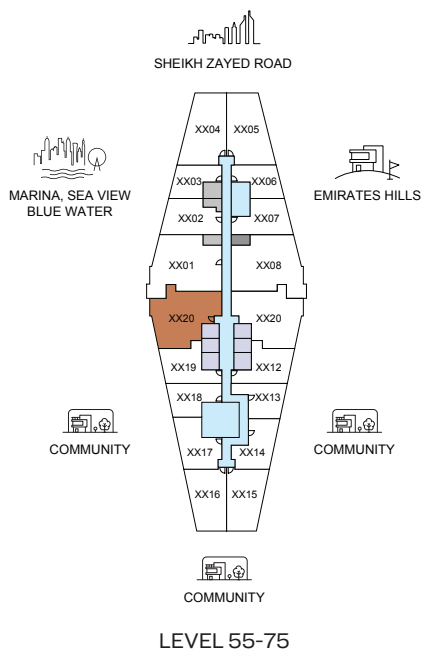 SHEIKH ZAYED ROAD
XX04 XX05
MARINA, SEA VIEW
BLUE WATER
XX03 XX06
EMIRATES HILLS
XX02 XX07
XX01 XX08
XX20 XX20
XX19 XX12
XX18 XX13
COMMUNITY
COMMUNITY
XX17 XX14
XX16 XX15
COMMUNITY
LEVEL 55-75